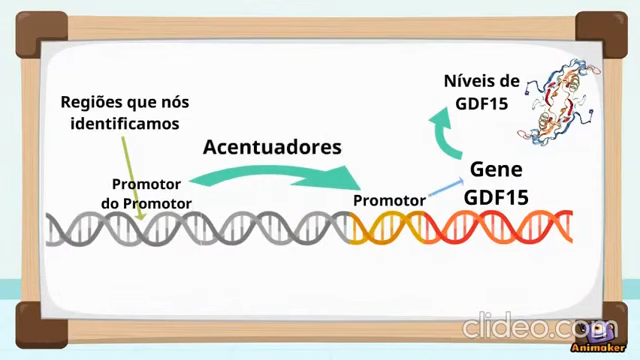 Níveis de
GDF15
Regiões que nós
identificamos
Acentuadores
Gene
GDF15
Promotor
do Promotor
Promotor
clideo.com
Animaker